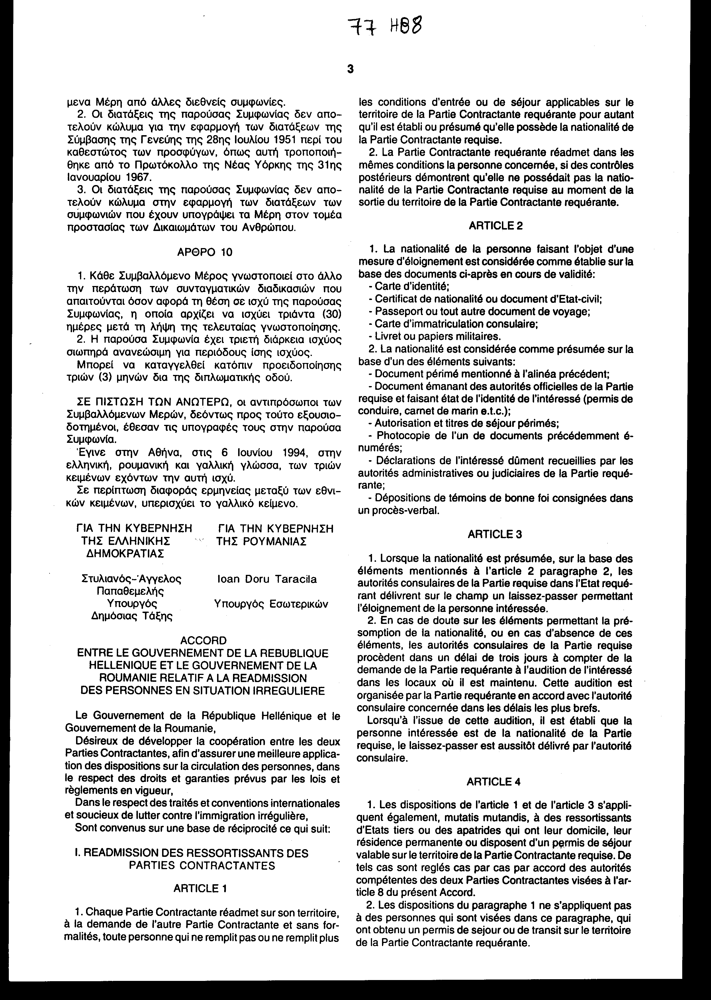 77 H88
3
μενα Μέρη από άλλες διεθνείς συμφωνίες.
2. Οι διατάξεις της παρούσας Συμφωνίας δεν απο-
τελούν κώλυμα για την εφαρμογή των διατάξεων της
Σύμβασης της Γενεύης της 28ης Ιουλίου 1951 περί του
καθεστώτος των προσφύγων, όπως αυτή τροποποιή-
θηκε από το Πρωτόκολλο της Νέας Υόρκης της 31ης
Ιανουαρίου 1967.
3. Οι διατάξεις της παρούσας Συμφωνίας δεν απο-
τελούν κώλυμα στην εφαρμογή των διατάξεων των
συμφωνιών που έχουν υπογράψει τα Μέρη στον τομέα
προστασίας των Δικαιωμάτων του Ανθρώπου.
ΑΡΘΡΟ 10
1. Κάθε Συμβαλλόμενο Μέρος γνωστοποιεί στο άλλο
την περάτωση των συνταγματικών διαδικασιών που
απαιτούνται όσον αφορά τη θέση σε ισχύ της παρούσας
Συμφωνίας, η οποία αρχίζει να ισχύει τριάντα (30)
ημέρες μετά τη λήψη της τελευταίας γνωστοποίησης.
2. Η παρούσα Συμφωνία έχει τριετή διάρκεια ισχύος
σιωπηρά ανανεώσιμη για περιόδους ίσης ισχύος.
Μπορεί να καταγγελθεί κατόπιν προειδοποίησης
τριών (3) μηνών δια της διπλωματικής οδού.
ΣΕ ΠΙΣΤΩΣΗ ΤΩΝ ΑΝΩΤΕΡΩ, οι αντιπρόσωποι των
Συμβαλλόμενων Μερών, δεόντως προς τούτο εξουσιο-
δοτημένοι, έθεσαν τις υπογραφές τους στην παρούσα
Συμφωνία.
Έγινε στην Αθήνα, στις 6 Ιουνίου 1994, στην
ελληνική, ρουμανική και γαλλική γλώσσα, των τριών
κειμένων εχόντων την αυτή ισχύ.
Σε περίπτωση διαφοράς ερμηνείας μεταξύ των εθνι-
κών κειμένων, υπερισχύει το γαλλικό κείμενο.
ΓΙΑ ΤΗΝ ΚΥΒΕΡΝΗΣΗ
ΤΗΣ ΕΛΛΗΝΙΚΗΣ
ΔΗΜΟΚΡΑΤΙΑΣ
Στυλιανός-Άγγελος
Παπαθεμελής
Υπουργός
Δημόσιας Τάξης
ΓΙΑ ΤΗΝ ΚΥΒΕΡΝΗΣΗ
ΤΗΣ ΡΟΥΜΑΝΙΑΣ
Ioan Doru Taracila
Υπουργός Εσωτερικών
ACCORD
ENTRE LE GOUVERNEMENT DE LA REBUBLIQUE
HELLENIQUE ET LE GOUVERNEMENT DE LA
ROUMANIE RELATIF A LA READMISSION
DES PERSONNES EN SITUATION IRREGULIERE
Le Gouvernement de la République Hellénique et le
Gouvernement de la Roumanie,
Désireux de développer la coopération entre les deux
Parties Contractantes, afin d'assurer une meilleure applica-
tion des dispositions sur la circulation des personnes, dans
le respect des droits et garanties prévus par les lois et
règlements en vigueur,
Dans le respect des traités et conventions internationales
et soucieux de lutter contre l'immigration irrégulière,
Sont convenus sur une base de réciprocité ce qui suit:
I. READMISSION DES RESSORTISSANTS DES
PARTIES CONTRACTANTES
ARTICLE 1
1. Chaque Partie Contractante réadmet sur son territoire,
à la demande de l'autre Partie Contractante et sans for-
malités, toute personne qui ne remplit pas ou ne remplit plus
les conditions d'entrée ou de séjour applicables sur le
territoire de la Partie Contractante requérante pour autant
qu'il est établi ou présumé qu'elle possède la nationalité de
la Partie Contractante requise.
2. La Partie Contractante requérante réadmet dans les
mêmes conditions la personne concernée, si des contrôles
postérieurs démontrent qu'elle ne possédait pas la natio-
nalité de la Partie Contractante requise au moment de la
sortie du territoire de la Partie Contractante requérante.
ARTICLE 2
1. La nationalité de la personne faisant l'objet d'une
mesure d'éloignement est considérée comme établie sur la
base des documents ci-après en cours de validité:
- Carte d'identité;
- Certificat de nationalité ou document d'Etat-civil;
- Passeport ou tout autre document de voyage;
- Carte d'immatriculation consulaire;
- Livret ou papiers militaires.
2. La nationalité est considérée comme présumée sur la
base d'un des éléments suivants:
- Document périmé mentionné à l'alinéa précédent;
- Document émanant des autorités officielles de la Partie
requise et faisant état de l'identité de l'intéressé (permis de
conduire, carnet de marin e.t.c.);
- Autorisation et titres de séjour périmés;
- Photocopie de l'un de documents précédemment é-
numérés;
- Déclarations de l'intéressé dûment recueillies par les
autorités administratives ou judiciaires de la Partie requé-
rante;
- Dépositions de témoins de bonne foi consignées dans
un procès-verbal.
ARTICLE 3
1. Lorsque la nationalité est présumée, sur la base des
éléments mentionnés à l'article 2 paragraphe 2, les
autorités consulaires de la Partie requise dans l'Etat requé-
rant délivrent sur le champ un laissez-passer permettant
l'éloignement de la personne intéressée.
2. En cas de doute sur les éléments permettant la pré-
somption de la nationalité, ou en cas d'absence de ces
éléments, les autorités consulaires de la Partie requise
procèdent dans un délai de trois jours à compter de la
demande de la Partie requérante à l'audition de l'intéressé
dans les locaux où il est maintenu. Cette audition est
organisée par la Partie requérante en accord avec l'autorité
consulaire concernée dans les délais les plus brefs.
Lorsqu'à l'issue de cette audition, il est établi que la
personne intéressée est de la nationalité de la Partie
requise, le laissez-passer est aussitôt délivré par l'autorité
consulaire.
ARTICLE 4
1. Les dispositions de l'article 1 et de l'article 3 s'appli-
quent également, mutatis mutandis, à des ressortissants
d'Etats tiers ou des apatrides qui ont leur domicile, leur
résidence permanente ou disposent d'un permis de séjour
valable sur le territoire de la Partie Contractante requise. De
tels cas sont reglés cas par cas par accord des autorités
compétentes des deux Parties Contractantes visées à l'ar-
ticle 8 du présent Accord.
2. Les dispositions du paragraphe 1 ne s'appliquent pas
à des personnes qui sont visées dans ce paragraphe, qui
ont obtenu un permis de sejour ou de transit sur le territoire
de la Partie Contractante requérante.